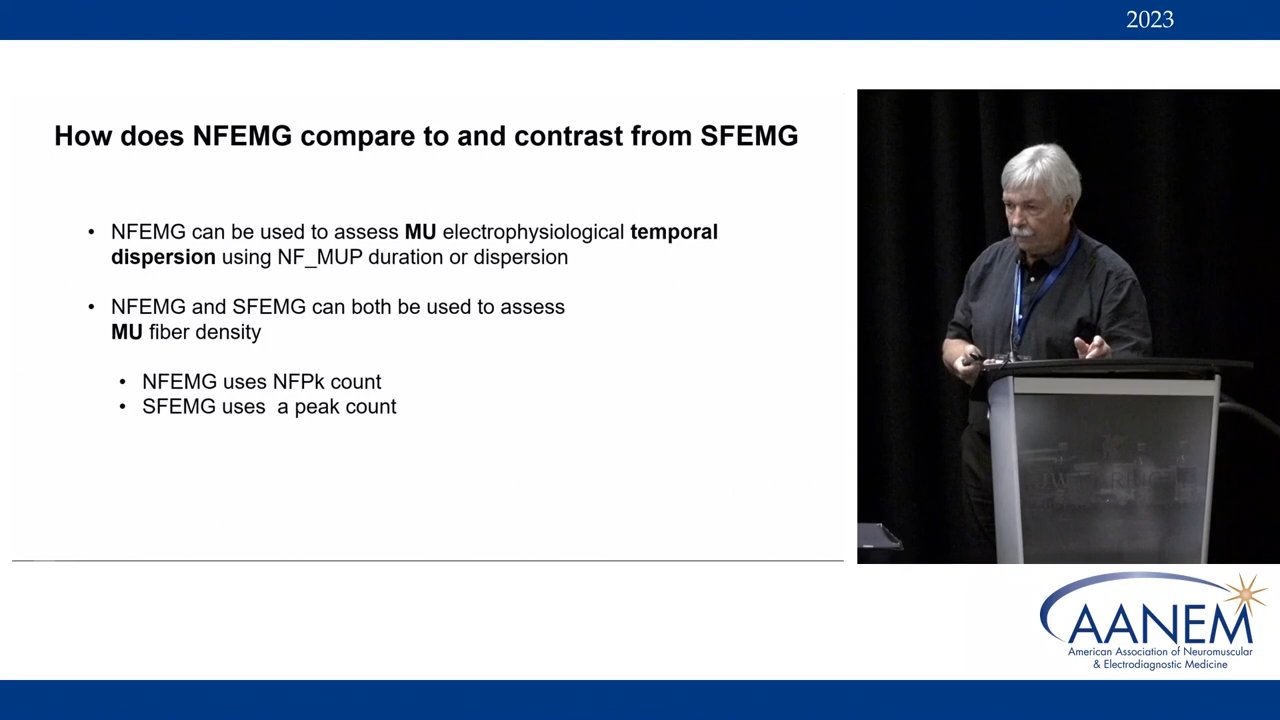 2023
How does NFEMG compare to and contrast from SFEMG
• NFEMG can be used to assess MU electrophysiological temporal
dispersion using NF_MUP duration or dispersion
• NFEMG and SFEMG can both be used to assess
MU fiber density
• NFEMG uses NFPk count
• SFEMG uses  a peak count
AANEM
American Association of Neuromuscular
& Electrodiagnostic Medicine